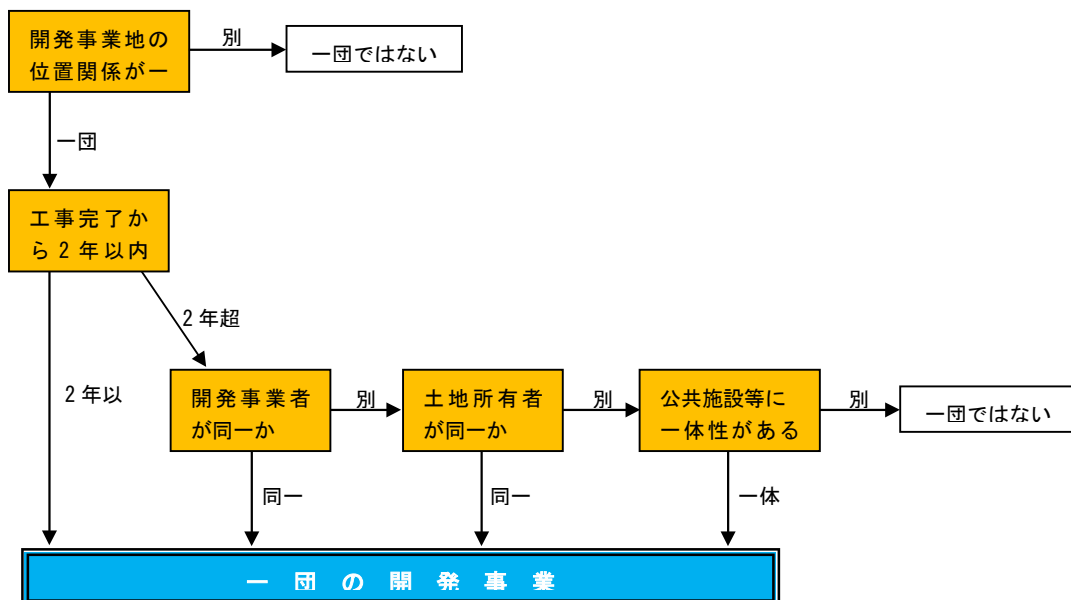 開発事業地の
位置関係が一
別
一団ではない
一団
工事完了か
ら2年以内
2年超
2年以
開発事業者
が同一か
別
土地所有者
が同一か
別
公共施設等に
一体性がある
別
一団ではない
同一
同一
一体
一団の開発事業